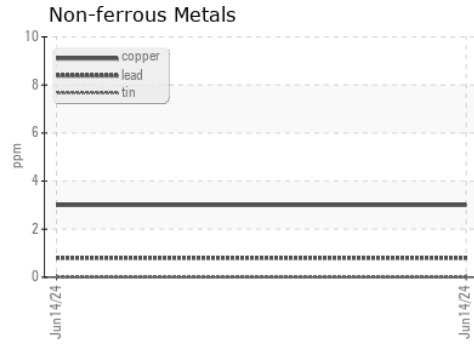 Non-ferrous Metals
10
8
6
4
2
0
ppm
copper
lead
tin
Jun14/24
Jun14/24